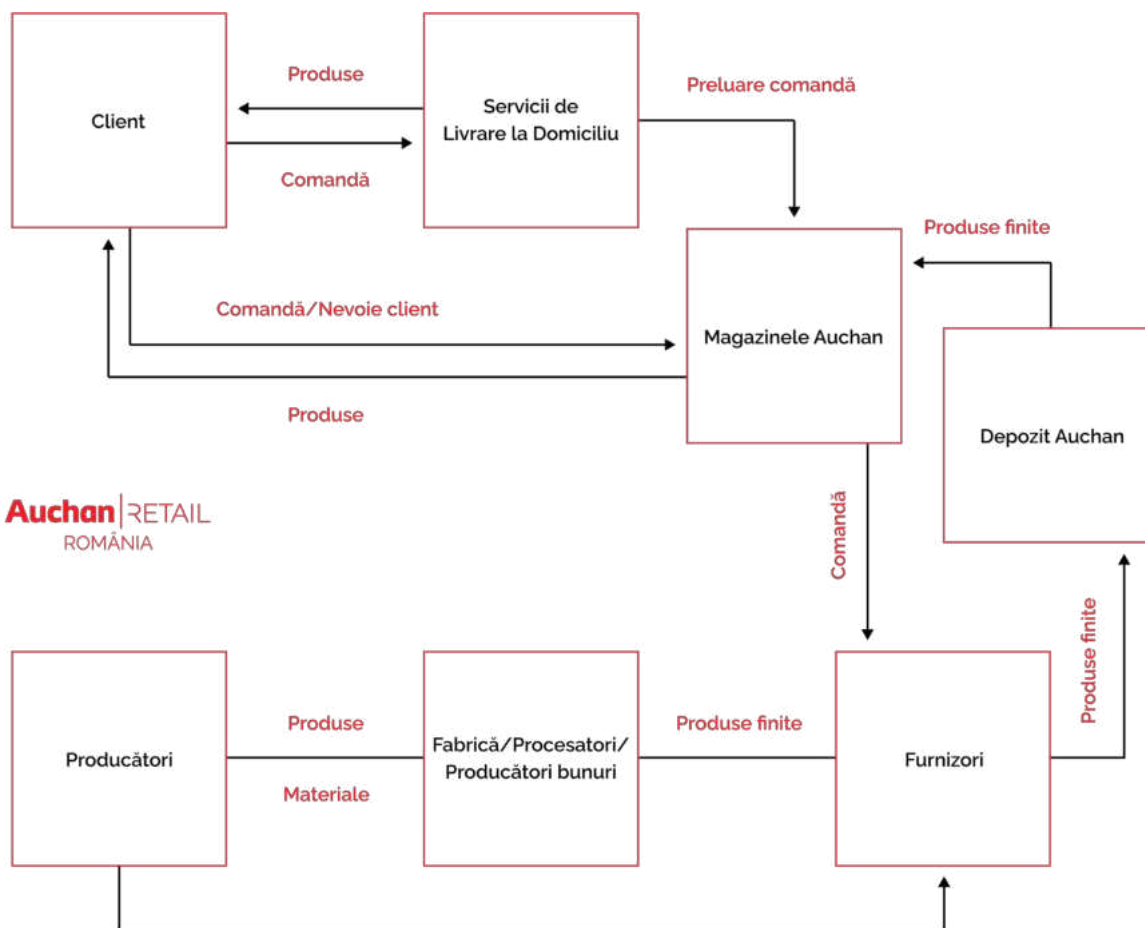 Produse
Preluare comandă
Client
Servicii de
Livrare la Domiciliu
Comandă
Produse finite
Comandă/Nevoie client
Magazinele Auchan
Produse
Depozit Auchan
Auchan|RETAIL
ROMÂNIA
Comandă
Produse finite
Produse
Produse finite
Producători
Fabrică/Procesatori/
Producători bunuri
Furnizori
Materiale